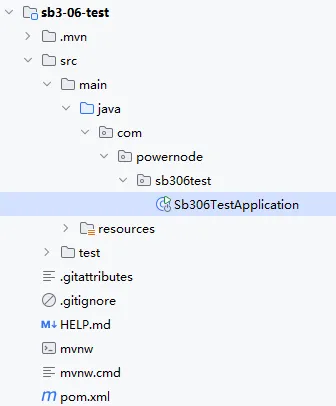 sb3-06-test
.mvn
src
main
java
com
powernode
sb306test
Sb306TestApplication
resources
test
.gitattributes
.gitignore
HELP.md
mvnw
mvnw.cmd
pom.xml